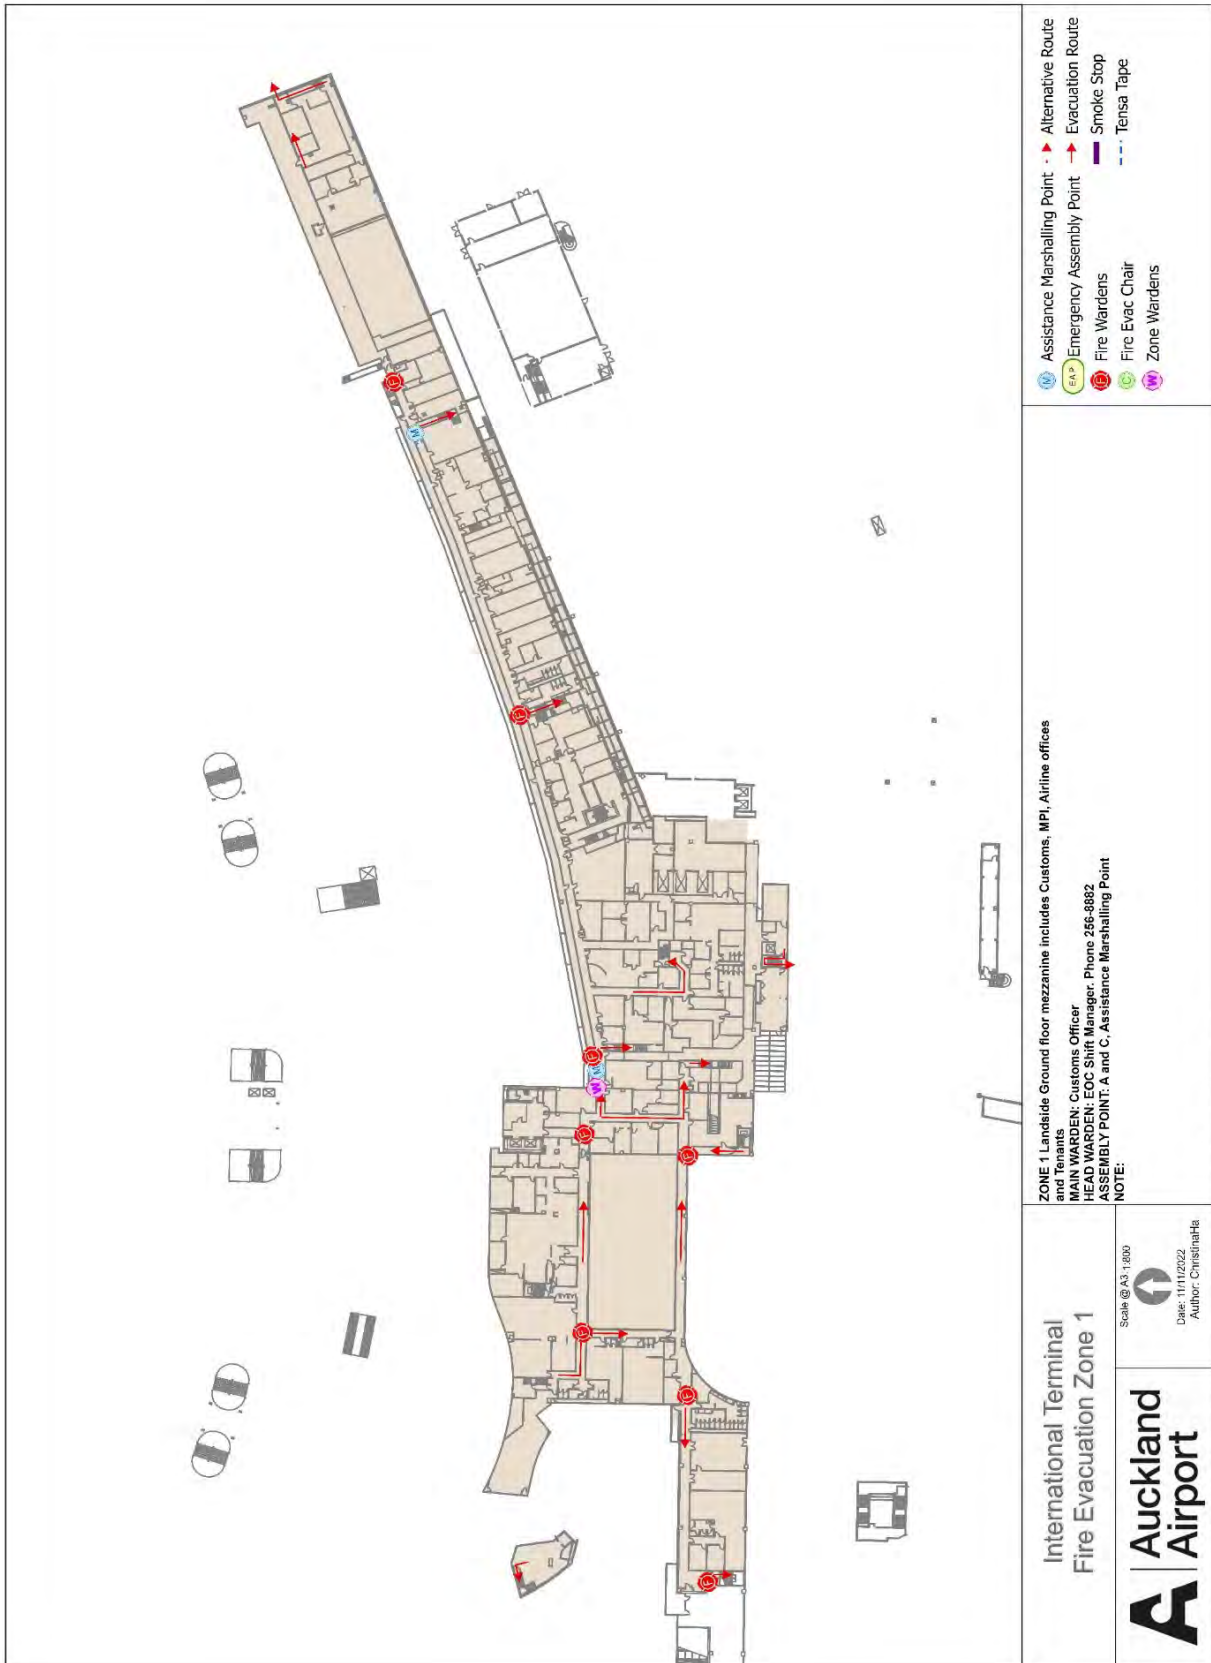 Assistance Marshalling Point
Alternative Route
EAP
Emergency Assembly Point
Evacuation Route
F
Fire Wardens
Smoke Stop
C
Fire Evac Chair
Tensa Tape
W
Zone Wardens
M
F
M
F
F
M
W
F
F
F
F
F
ZONE 1 Landside Ground floor mezzanine includes Customs, MPI, Airline offices
and Tenants
MAIN WARDEN: Customs Officer
HEAD WARDEN: EOC Shift Manager. Phone 256-8882
ASSEMBLY POINT: A and C, Assistance Marshalling Point
NOTE:
International Terminal
Fire Evacuation Zone 1
Scale @ A3 1:800
Date: 11/11/2022
Author: ChristinaHa
Auckland
Airport